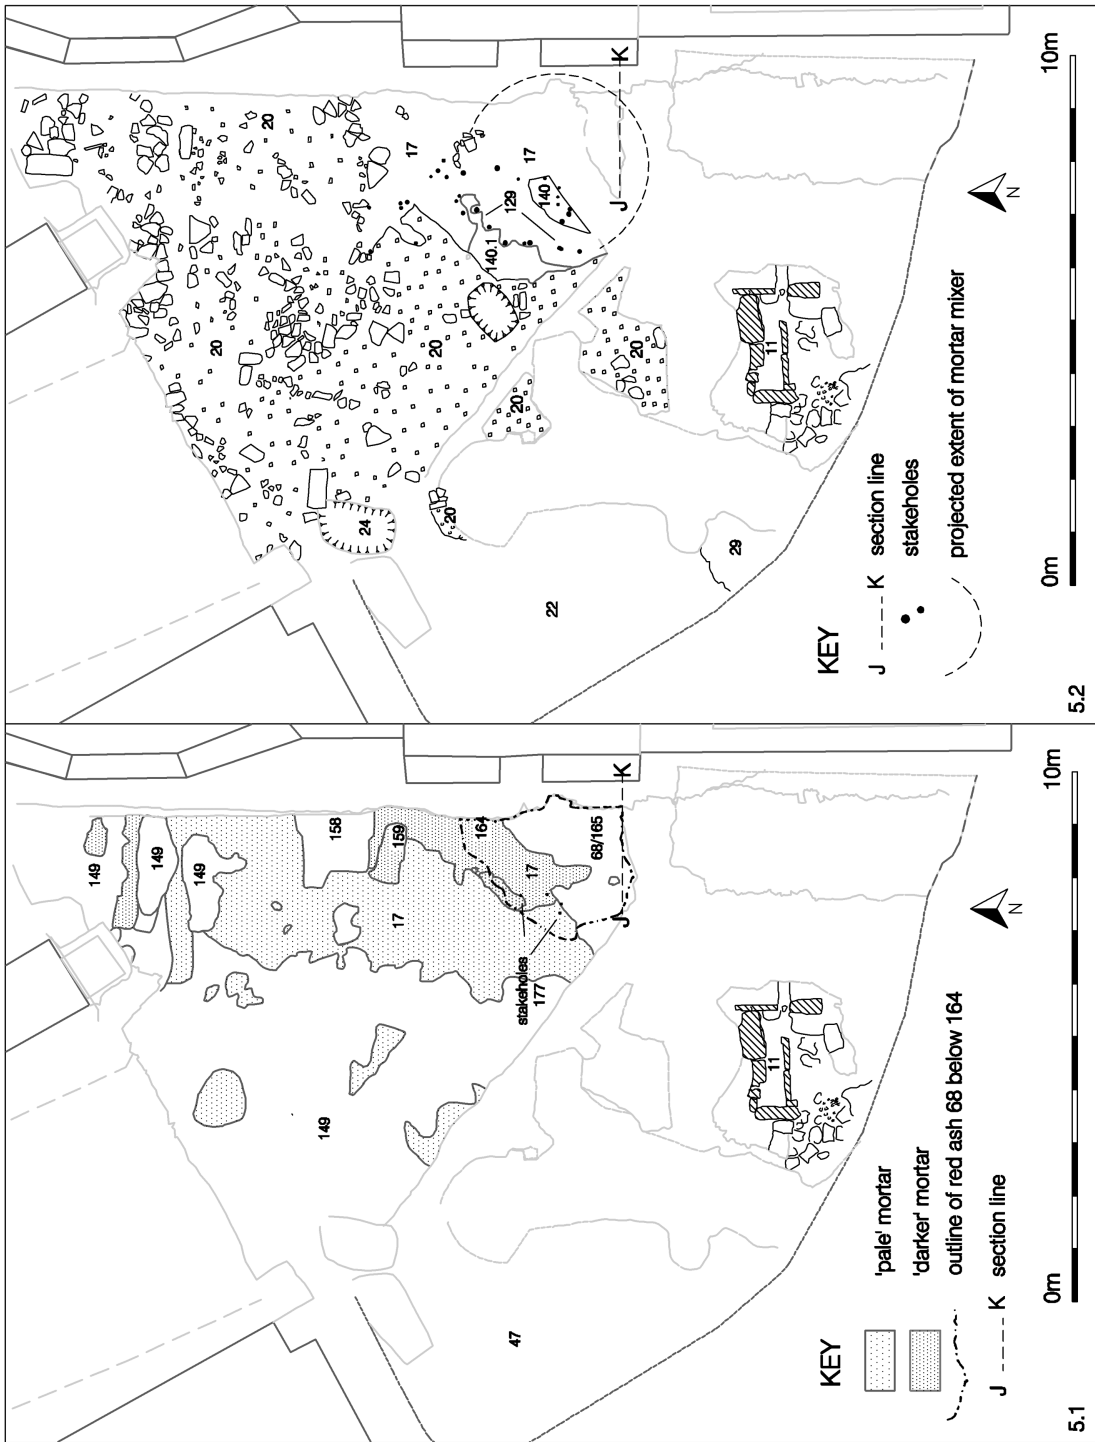 149
149
149
158
159
164
17
17
68/165
K
J
stakeholes
177
149
47
11
N
KEY
'pale' mortar
'darker' mortar
outline of red ash 68 below 164
J K section line
0m 10m
5.1
20
20
17
17
K
J
140
129
140.1
20
20
20
20
24
22
29
11
N
KEY
J K section line
stakeholes
projected extent of mortar mixer
0m 10m
5.2